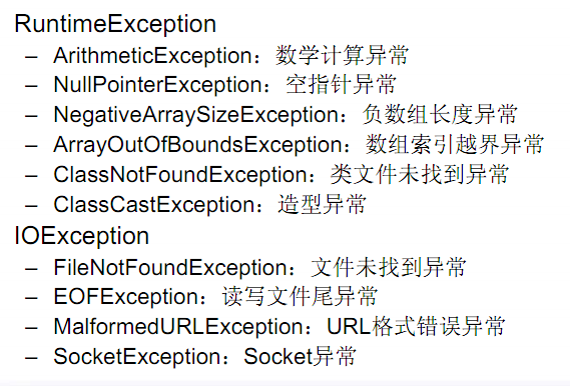 RuntimeException
– ArithmeticException：数学计算异常
– NullPointerException：空指针异常
– NegativeArraySizeException：负数组长度异常
– ArrayOutOfBoundsException：数组索引越界异常
– ClassNotFoundException：类文件未找到异常
– ClassCastException：造型异常
IOException
– FileNotFoundException：文件未找到异常
– EOFException：读写文件尾异常
– MalformedURLException：URL格式错误异常
– SocketException：Socket异常